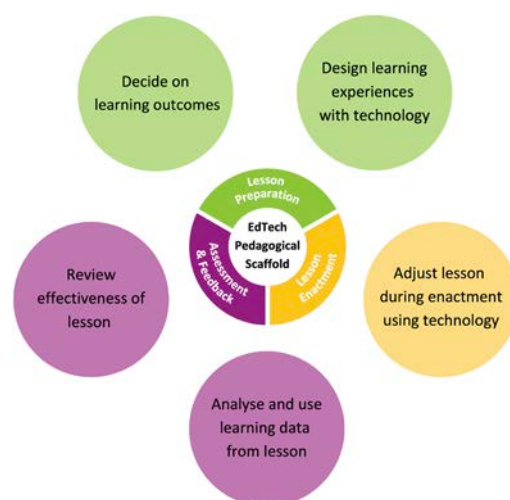 Decide on
learning outcomes
Design learning
experiences
with technology
Lesson
Preparation
EdTech
Pedagogical
Scaffold
Assessment
& Feedback
Lesson
Enactment
Review
effectiveness of
lesson
Adjust lesson
during enactment
using technology
Analyse and use
learning data
from lesson